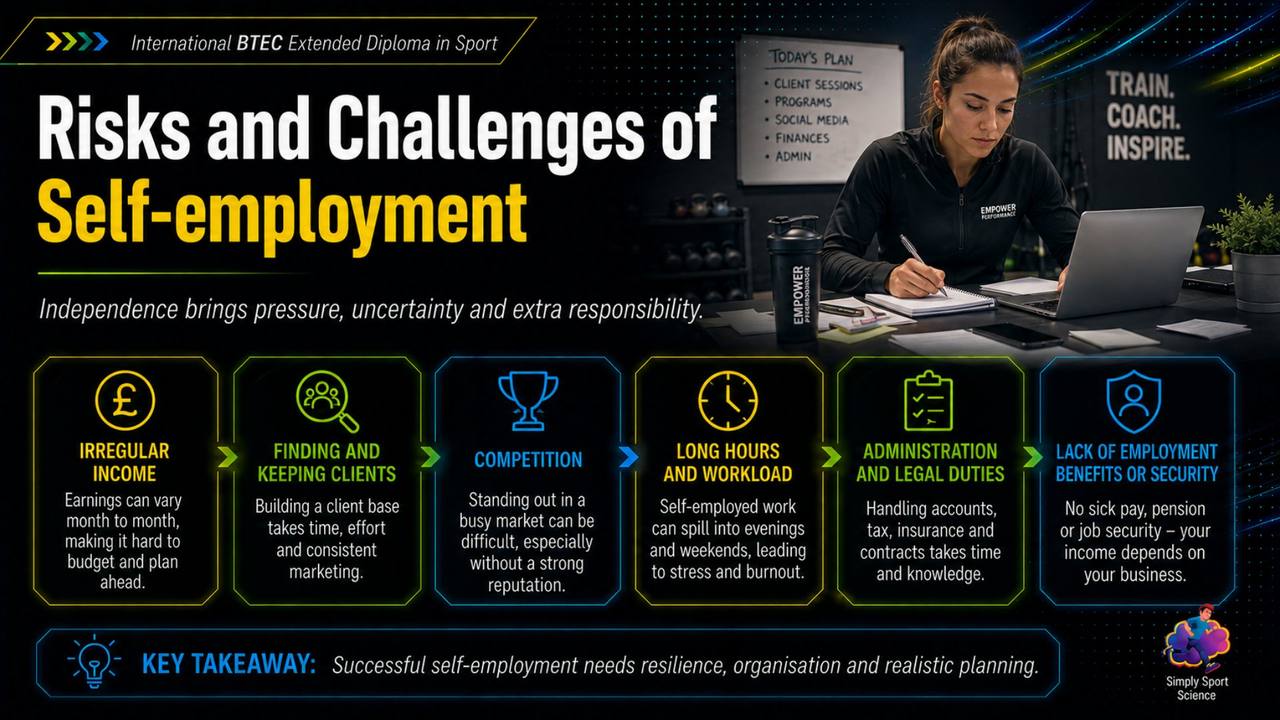 International BTEC Extended Diploma in Sport
Risks and Challenges of
Self-employment
Independence brings pressure, uncertainty and extra responsibility.
TODAY'S PLAN
• CLIENT SESSIONS
• PROGRAMS
• SOCIAL MEDIA
• FINANCES
• ADMIN
TRAIN.
COACH.
INSPIRE.
EMPOWER
PERFORMANCE
EMPOWER
IRREGULAR
INCOME
Earnings can vary
month to month,
making it hard to
budget and plan
ahead.
FINDING AND
KEEPING CLIENTS
Building a client base
takes time, effort
and consistent
marketing.
COMPETITION
Standing out in a
busy market can be
difficult, especially
without a strong
reputation.
LONG HOURS
AND WORKLOAD
Self-employed work
can spill into evenings
and weekends, leading
to stress and burnout.
ADMINISTRATION
AND LEGAL DUTIES
Handling accounts,
tax, insurance and
contracts takes time
and knowledge.
LACK OF EMPLOYMENT
BENEFITS OR SECURITY
No sick pay, pension
or job security – your
income depends on
your business.
KEY TAKEAWAY: Successful self-employment needs resilience, organisation and realistic planning.
Simply Sport
Science